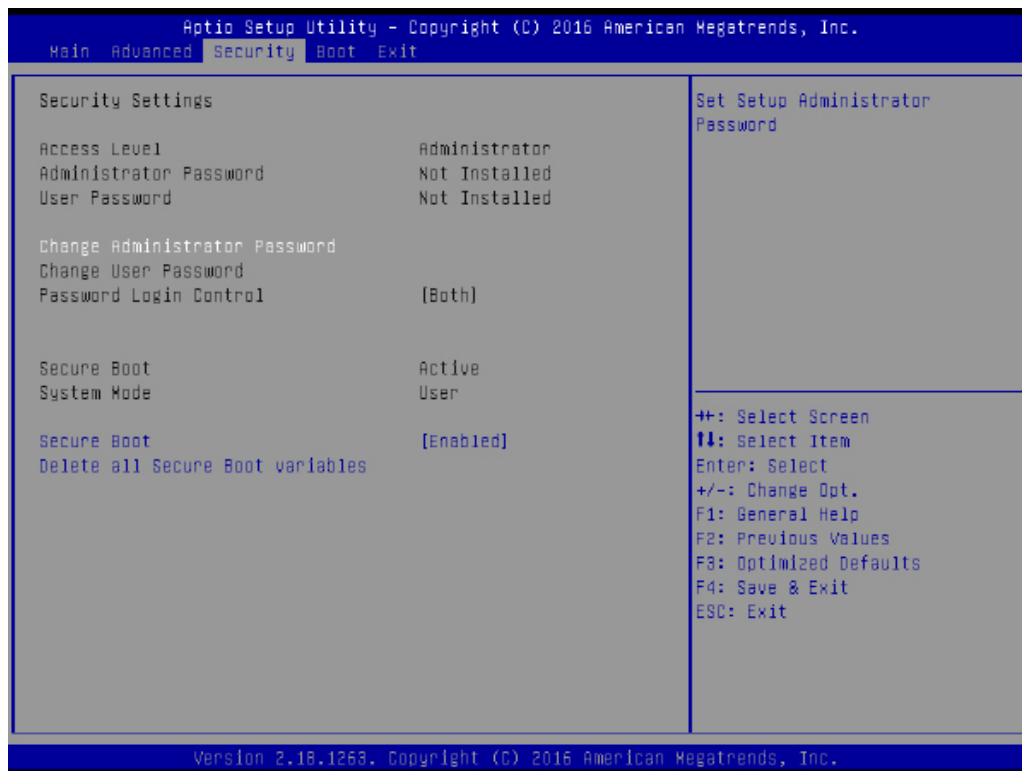 Aptio Setup Utility - Copyright (C) 2016 American Megatrends, Inc.
Main Advanced Security Boot Exit
Security Settings
Access Level Administrator
Administrator Password Not Installed
User Password Not Installed
Change Administrator Password
Change User Password
Password Login Control [Both]
Secure Boot Active
System Mode User
Secure Boot [Enabled]
Delete all Secure Boot variables
Set Setup Administrator
Password
→←: Select Screen
↑↓: Select Item
Enter: Select
+/-: Change Opt.
F1: General Help
F2: Previous Values
F3: Optimized Defaults
F4: Save & Exit
ESC: Exit
Version 2.18.1263. Copyright (C) 2016 American Megatrends, Inc.